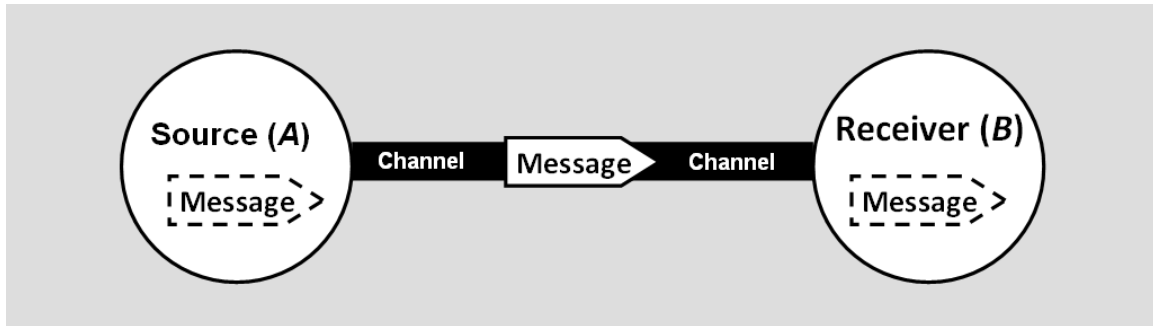 Source (A)
Message
Channel
Message
Channel
Receiver (B)
Message